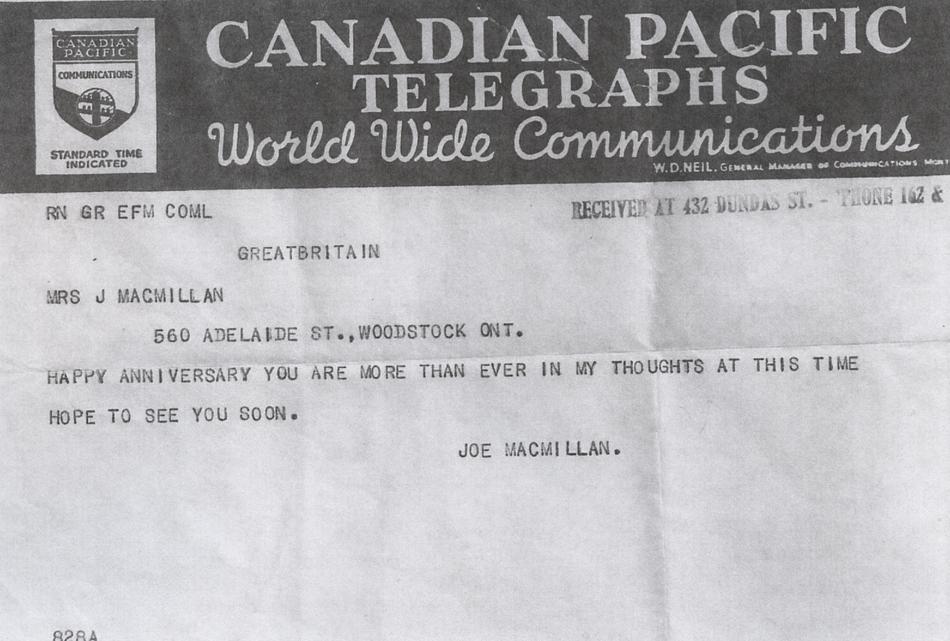 CANADIAN PACIFIC
TELEGRAPHS
World Wide Communications
W.D. NEIL, GENERAL MANAGER OF COMMUNICATIONS
CANADIAN
PACIFIC
COMMUNICATIONS
STANDARD TIME
INDICATED
RN GR EFM COML
RECEIVED AT 432 DUNDAS ST. - PHONE 162 &
GREATBRITAIN
MRS J MACMILLAN
560 ADELAIDE ST.,WOODSTOCK ONT.
HAPPY ANNIVERSARY YOU ARE MORE THAN EVER IN MY THOUGHTS AT THIS TIME
HOPE TO SEE YOU SOON.
JOE MACMILLAN.
828A